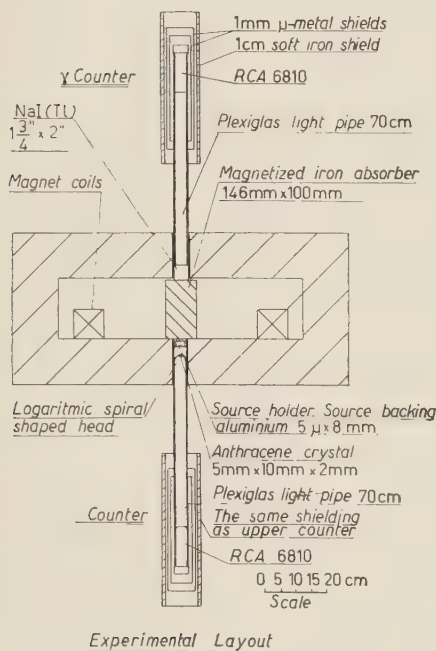 1mm μ-metal shields
1cm soft iron shield
γ Counter
RCA 6810
NaI(Tl)
1 3/4" x 2"
Plexiglas light pipe 70cm
Magnet coils
Magnetized iron absorber
146mm x 100mm
Logaritmic spiral/
shaped head
Source holder. Source backing
aluminium 5 μ x 8 mm
Anthracene crystal
5mm x 10mm x 2mm
Plexiglas light pipe 70cm
Counter
The same shielding
as upper counter
RCA 6810
0 5 10 15 20 cm
Scale
Experimental Layout